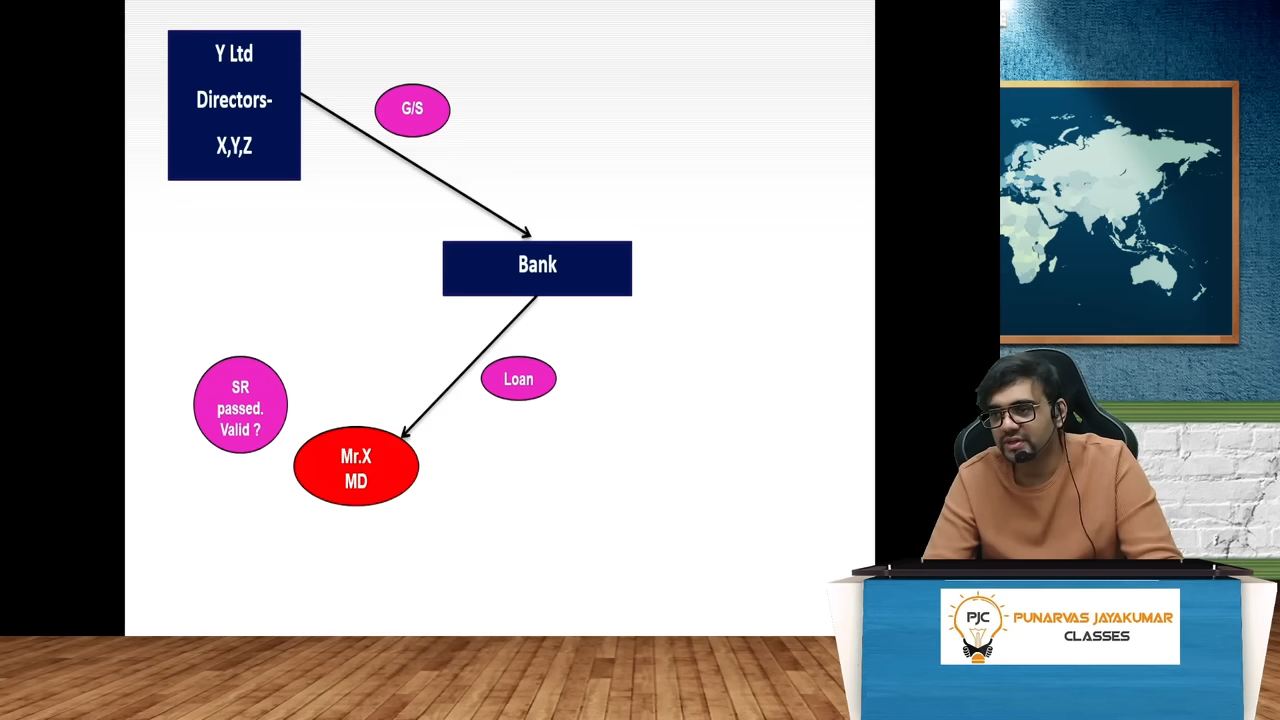 Y Ltd
Directors-
X,Y,Z
G/S
Bank
Loan
SR
passed.
Valid ?
Mr.X
MD
PJC
PUNARVAS JAYAKUMAR
CLASSES